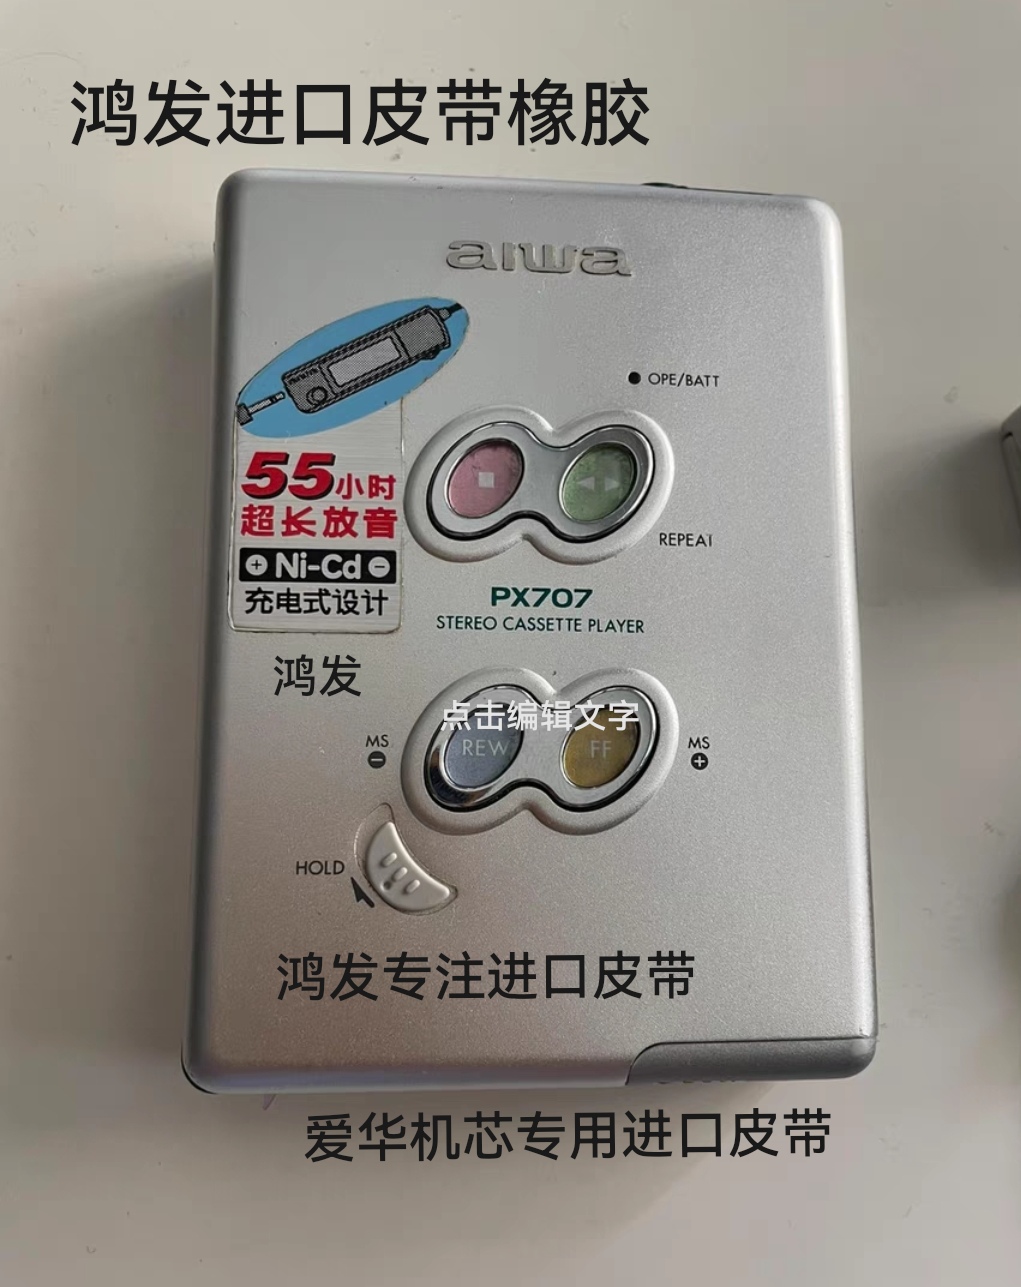 鸿发进口皮带橡胶
aiwa
OPE/BATT
55小时
超长放音
Ni-Cd
充电式设计
REPEAT
PX707
STEREO CASSETTE PLAYER
鸿发
点击编辑文字
MS
REW
FF
MS
HOLD
鸿发专注进口皮带
爱华机芯专用进口皮带